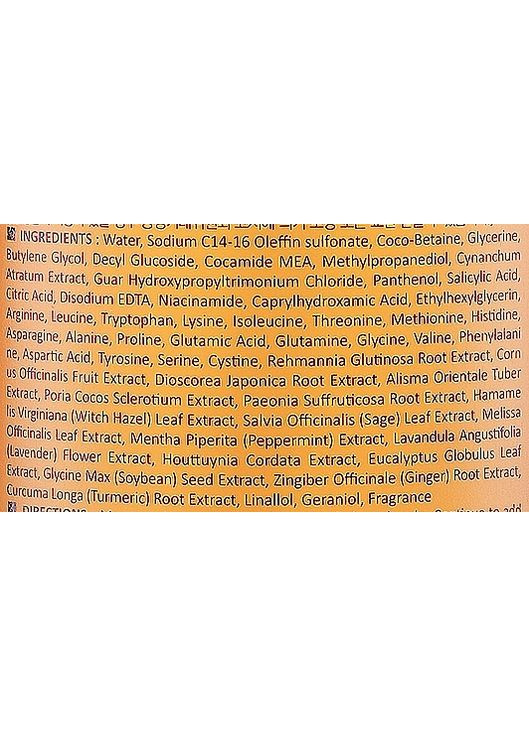 INGREDIENTS : Water, Sodium C14-16 Oleffin sulfonate, Coco-Betaine, Glycerine,
Butylene Glycol, Decyl Glucoside, Cocamide MEA, Methylpropanediol, Cynanchum
Atratum Extract, Guar Hydroxypropyltrimonium Chloride, Panthenol, Salicylic Acid,
Citric Acid, Disodium EDTA, Niacinamide, Caprylhydroxamic Acid, Ethylhexylglycerin,
Arginine, Leucine, Tryptophan, Lysine, Isoleucine, Threonine, Methionine, Histidine,
Asparagine, Alanine, Proline, Glutamic Acid, Glutamine, Glycine, Valine, Phenylalani
ne, Aspartic Acid, Tyrosine, Serine, Cystine, Rehmannia Glutinosa Root Extract, Corn
us Officinalis Fruit Extract, Dioscorea Japonica Root Extract, Alisma Orientale Tuber
Extract, Poria Cocos Sclerotium Extract, Paeonia Suffruticosa Root Extract, Hamame
lis Virginiana (Witch Hazel) Leaf Extract, Salvia Officinalis (Sage) Leaf Extract, Melissa
Officinalis Leaf Extract, Mentha Piperita (Peppermint) Extract, Lavandula Angustifolia
(Lavender) Flower Extract, Houttuynia Cordata Extract, Eucalyptus Globulus Leaf
Extract, Glycine Max (Soybean) Seed Extract, Zingiber Officinale (Ginger) Root Extract,
Curcuma Longa (Turmeric) Root Extract, Linallol, Geraniol, Fragrance
DIRECTIONS to add